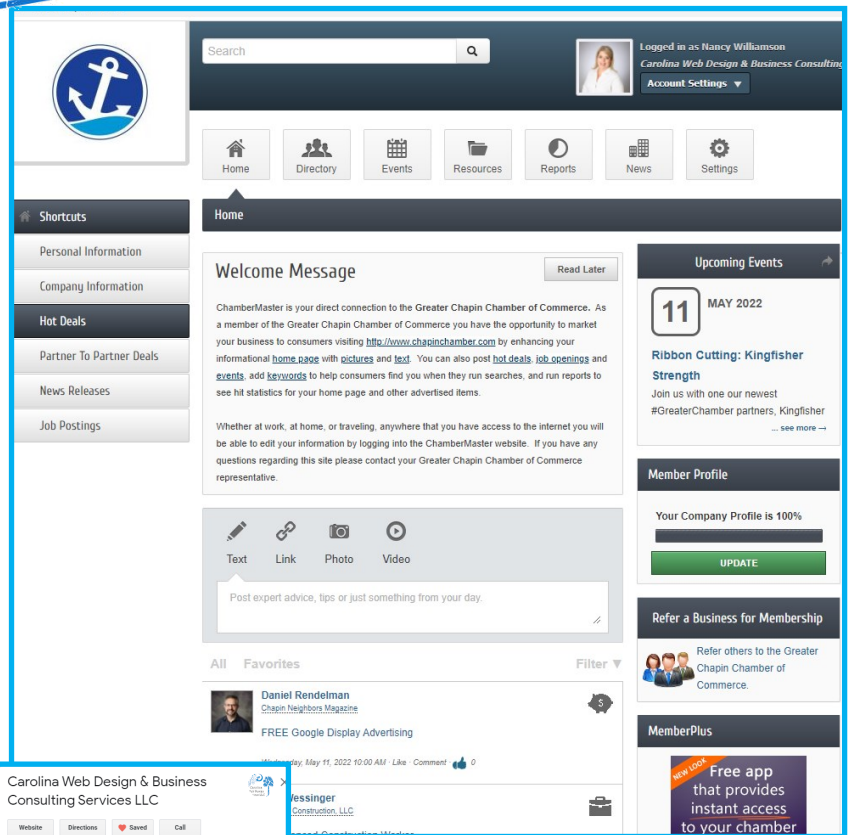 Search
Logged in as Nancy Williamson
Carolina Web Design & Business Consulting
Account Settings
Home
Directory
Events
Resources
Reports
News
Settings
Shortcuts
Personal Information
Company Information
Hot Deals
Partner To Partner Deals
News Releases
Job Postings
Home
Welcome Message
Read Later
ChamberMaster is your direct connection to the Greater Chapin Chamber of Commerce. As
a member of the Greater Chapin Chamber of Commerce you have the opportunity to market
your business to consumers visiting http://www.chapinchamber.com by enhancing your
informational home page with pictures and text. You can also post hot deals, job openings and
events, add keywords to help consumers find you when they run searches, and run reports to
see hit statistics for your home page and other advertised items.
Whether at work, at home, or traveling, anywhere that you have access to the internet you will
be able to edit your information by logging into the ChamberMaster website. If you have any
questions regarding this site please contact your Greater Chapin Chamber of Commerce
representative.
Text
Link
Photo
Video
Post expert advice, tips or just something from your day.
All Favorites
Filter
Daniel Rendelman
Chapin Neighbors Magazine
FREE Google Display Advertising
Wednesday, May 11, 2022 10:00 AM · Like · Comment · 0
Construction, LLC
Upcoming Events
11
MAY 2022
Ribbon Cutting: Kingfisher
Strength
Join us with one our newest
#GreaterChamber partners, Kingfisher
... see more →
Member Profile
Your Company Profile is 100%
UPDATE
Refer a Business for Membership
Refer others to the Greater
Chapin Chamber of
Commerce.
MemberPlus
NEW LOOK
Free app
that provides
instant access
to your chamber
Carolina Web Design & Business
Consulting Services LLC
Website
Directions
Saved
Call